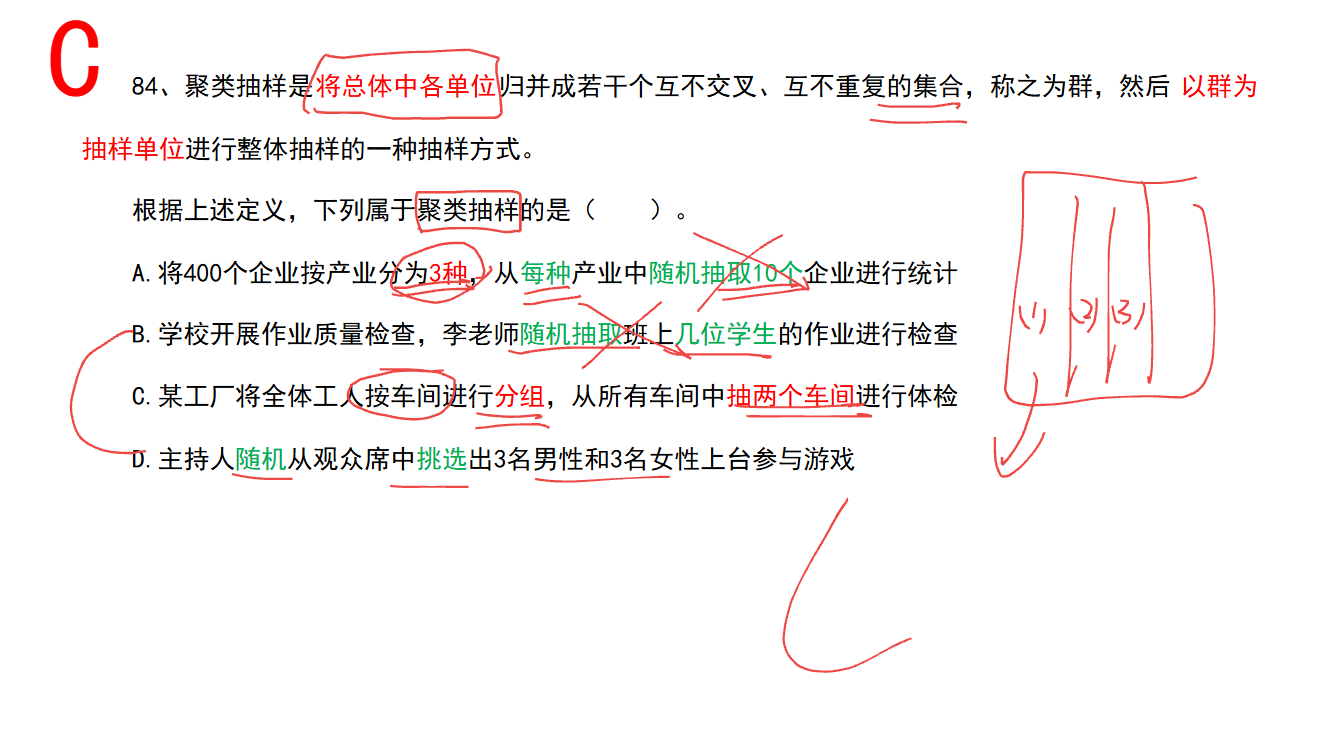 C
84、聚类抽样是将总体中各单位归并成若干个互不交叉、互不重复的集合，称之为群，然后 以群为
抽样单位进行整体抽样的一种抽样方式。
根据上述定义，下列属于聚类抽样的是（　　）。
A.将400个企业按产业分为3种，从每种产业中随机抽取10个企业进行统计
B.学校开展作业质量检查，李老师随机抽取班上几位学生的作业进行检查
C.某工厂将全体工人按车间进行分组，从所有车间中抽两个车间进行体检
D.主持人随机从观众席中挑选出3名男性和3名女性上台参与游戏
(1) (2) (3)